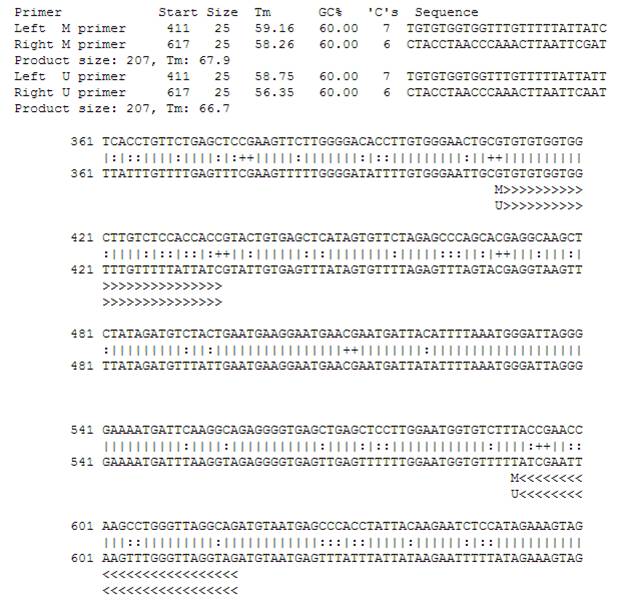 Primer Start Size Tm GC% 'C's Sequence
Left M primer 411 25 59.16 60.00 7 TGTGTGGTGGTTTGTTTTTATTATC
Right M primer 617 25 58.26 60.00 6 CTACCTAACCCAAACTTAATTCGAT
Product size: 207, Tm: 67.9
Left U primer 411 25 58.75 60.00 7 TGTGTGGTGGTTTGTTTTTATTATT
Right U primer 617 25 56.35 60.00 6 CTACCTAACCCAAACTTAATTCAAT
Product size: 207, Tm: 66.7
361 TCACCTGTTCTGAGCTCCGAAGTTCTTGGGGACACCTTGTGGGAACTGCGTGTGTGGTGG
|:|::||||:||||:|:++|||||:|||||||:|::|||||||||:||++||||||||||
361 TTATTTGTTTTGAGTTTCGAAGTTTTTGGGGATATTTTGTGGGAATTGCGTGTGTGGTGG
M>>>>>>>>>>
U>>>>>>>>>>
421 CTTGTCTCCACCACCGTACTGTGAGCTCATAGTGTTCTAGAGCCCAGCACGAGGCAAGCT
:||||:|::|::|:++||:|||||:|:|||||||||:|||||:::||:|++|||:|||:|
421 TTTGTTTTTATTATCGTATTGTGAGTTTATAGTGTTTTAGAGTTTAGTACGAGGTAAGTT
>>>>>>>>>>>>>>>
>>>>>>>>>>>>>>>
481 CTATAGATGTCTACTGAATGAAGGAATGAACGAATGATTACATTTTAAATGGGATTAGGG
:|||||||||:||:||||||||||||||||++||||||||:|||||||||||||||||||
481 TTATAGATGTTTATTGAATGAAGGAATGAACGAATGATTATATTTTAAATGGGATTAGGG
541 GAAAATGATTCAAGGCAGAGGGGTGAGCTGAGCTCCTTGGAATGGTGTCTTTACCGAACC
||||||||||:||||:|||||||||||:||||:|::||||||||||||:||||:++||::
541 GAAAATGATTTAAGGTAGAGGGGTGAGTTGAGTTTTTTGGAATGGTGTTTTTATCGAATT
M<<<<<<<<
U<<<<<<<<
601 AAGCCTGGGTTAGGCAGATGTAATGAGCCCACCTATTACAAGAATCTCCATAGAAAGTAG
|||::|||||||||:||||||||||||:::|::|||||:||||||:|::|||||||||||
601 AAGTTTGGGTTAGGTAGATGTAATGAGTTTATTTATTATAAGAATTTTTATAGAAAGTAG
<<<<<<<<<<<<<<<<<
<<<<<<<<<<<<<<<<<